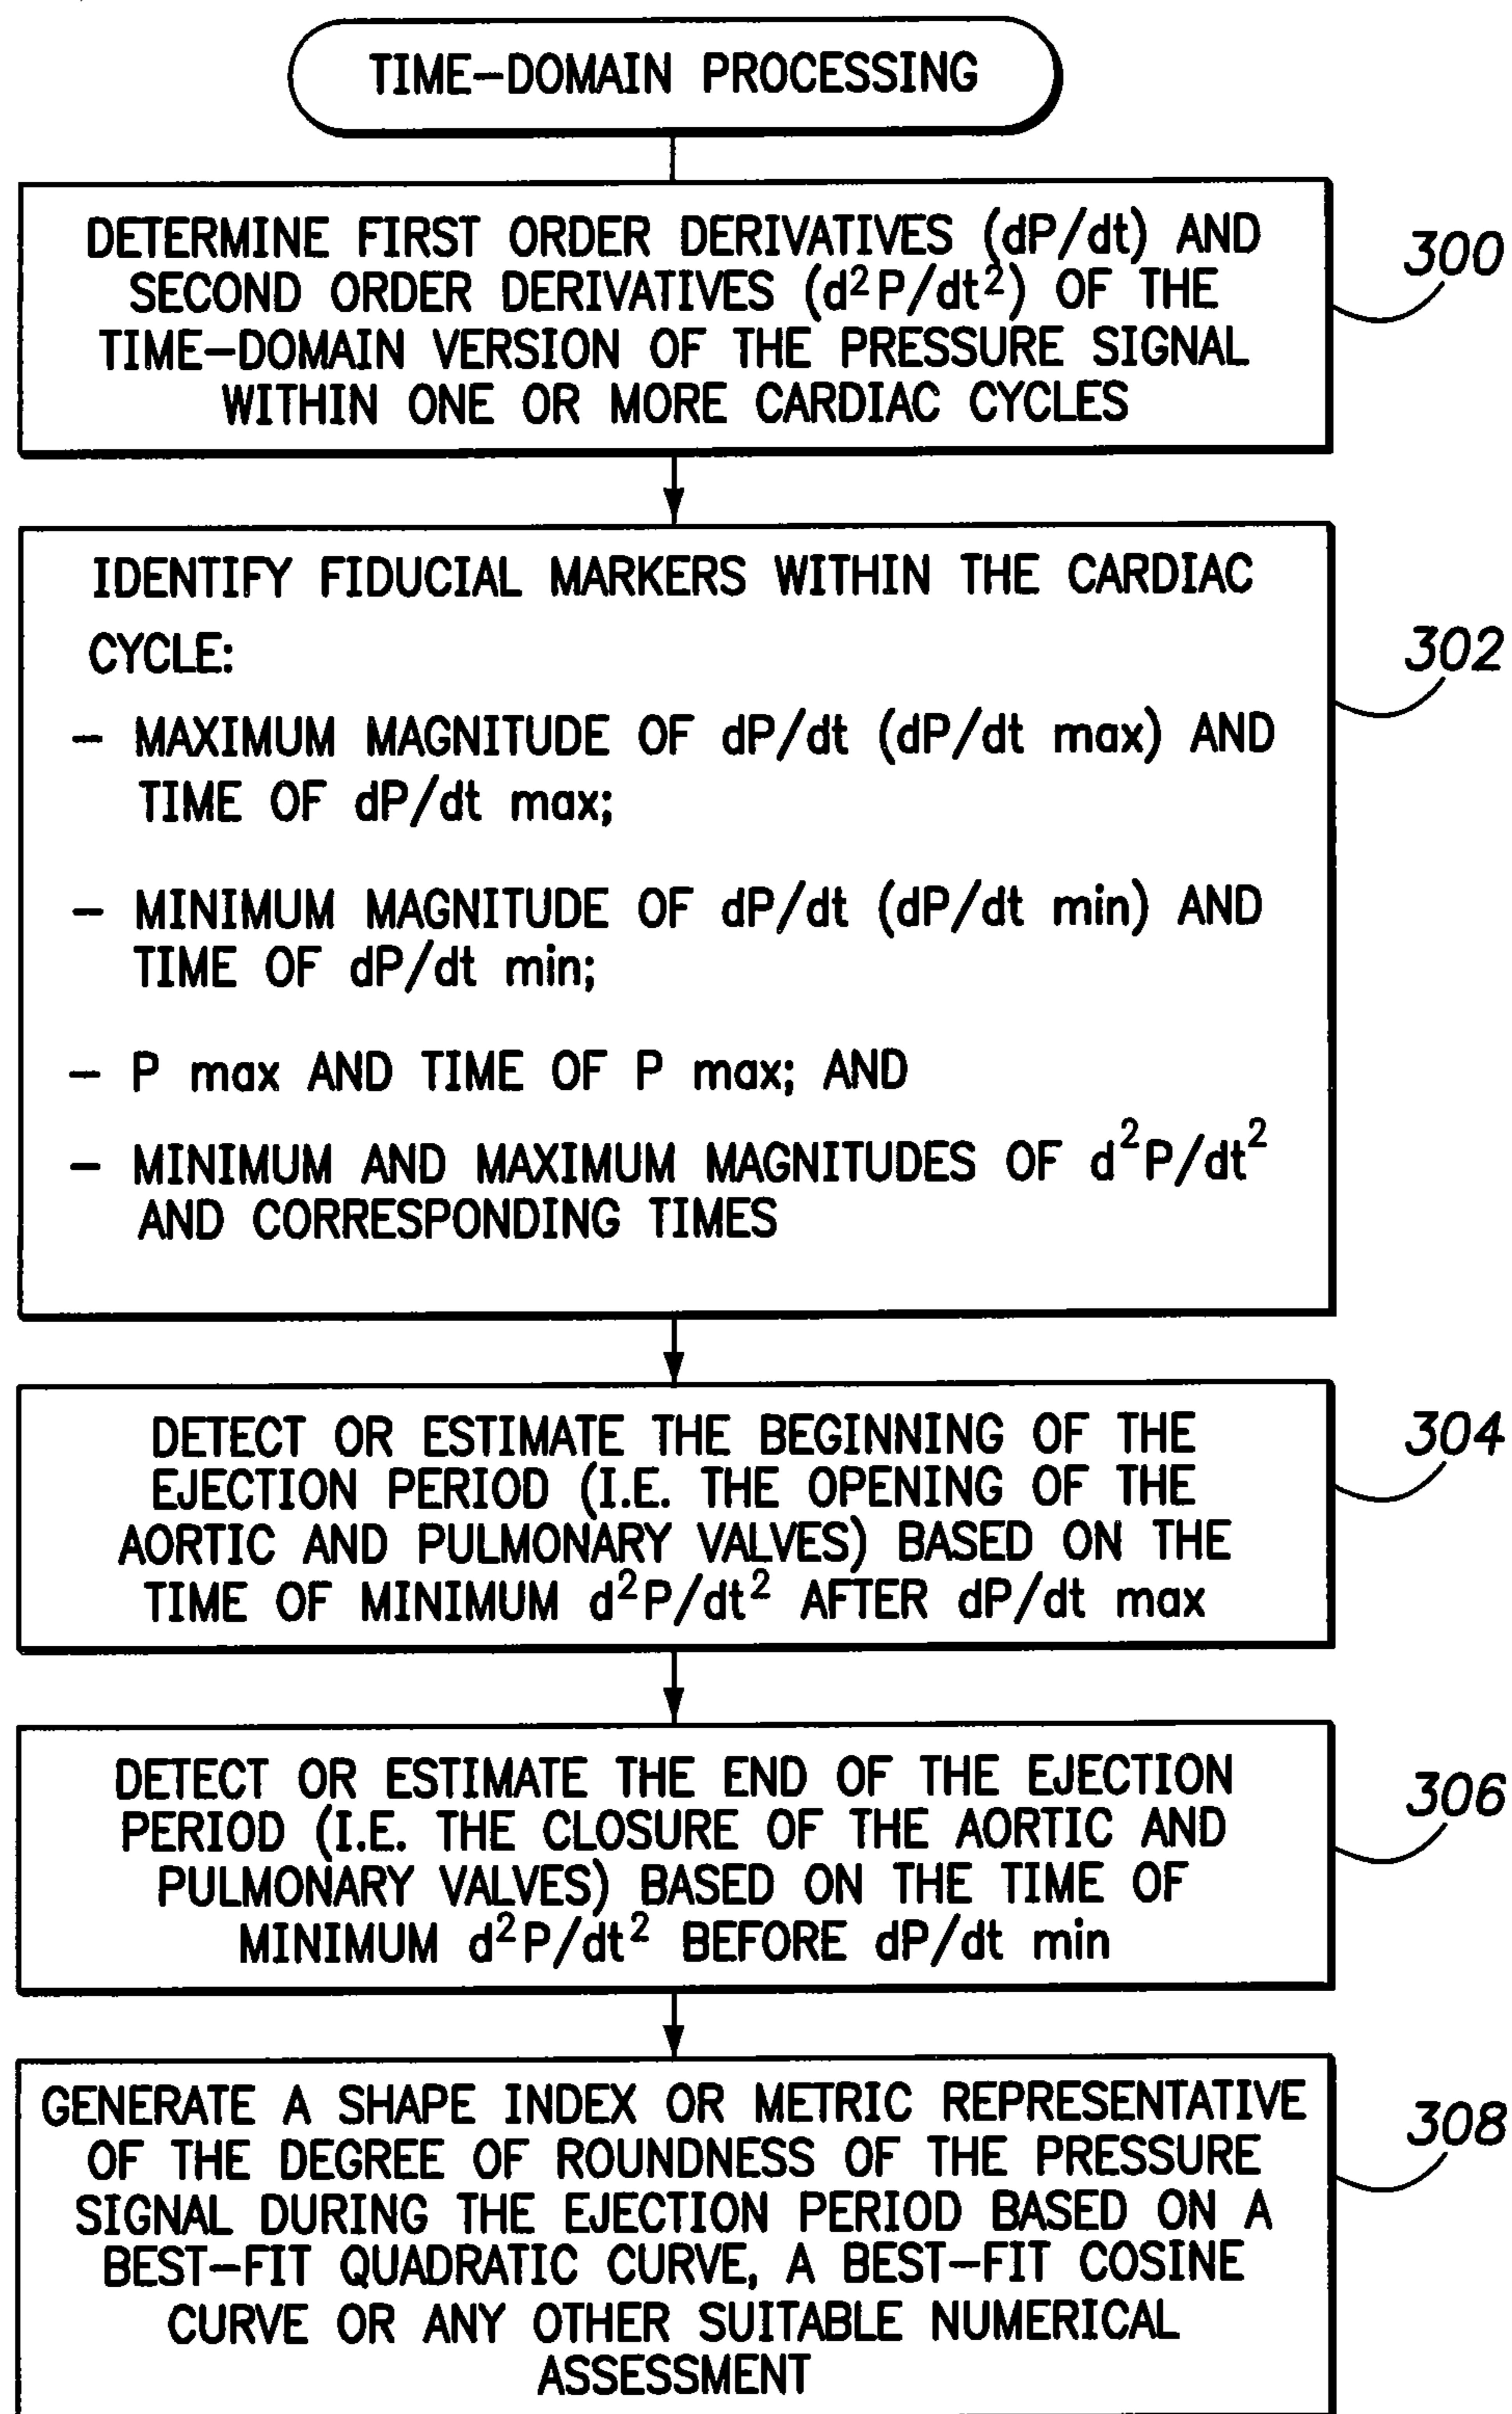 TIME-DOMAIN PROCESSING
DETERMINE FIRST ORDER DERIVATIVES (dP/dt) AND
SECOND ORDER DERIVATIVES (d²P/dt²) OF THE
TIME-DOMAIN VERSION OF THE PRESSURE SIGNAL
WITHIN ONE OR MORE CARDIAC CYCLES
300
IDENTIFY FIDUCIAL MARKERS WITHIN THE CARDIAC
CYCLE:
302
- MAXIMUM MAGNITUDE OF dP/dt (dP/dt max) AND
TIME OF dP/dt max;
- MINIMUM MAGNITUDE OF dP/dt (dP/dt min) AND
TIME OF dP/dt min;
- P max AND TIME OF P max; AND
- MINIMUM AND MAXIMUM MAGNITUDES OF d²P/dt²
AND CORRESPONDING TIMES
DETECT OR ESTIMATE THE BEGINNING OF THE
EJECTION PERIOD (I.E. THE OPENING OF THE
AORTIC AND PULMONARY VALVES) BASED ON THE
TIME OF MINIMUM d²P/dt² AFTER dP/dt max
304
DETECT OR ESTIMATE THE END OF THE EJECTION
PERIOD (I.E. THE CLOSURE OF THE AORTIC AND
PULMONARY VALVES) BASED ON THE TIME OF
MINIMUM d²P/dt² BEFORE dP/dt min
306
GENERATE A SHAPE INDEX OR METRIC REPRESENTATIVE
OF THE DEGREE OF ROUNDNESS OF THE PRESSURE
SIGNAL DURING THE EJECTION PERIOD BASED ON A
BEST-FIT QUADRATIC CURVE, A BEST-FIT COSINE
CURVE OR ANY OTHER SUITABLE NUMERICAL
ASSESSMENT
308